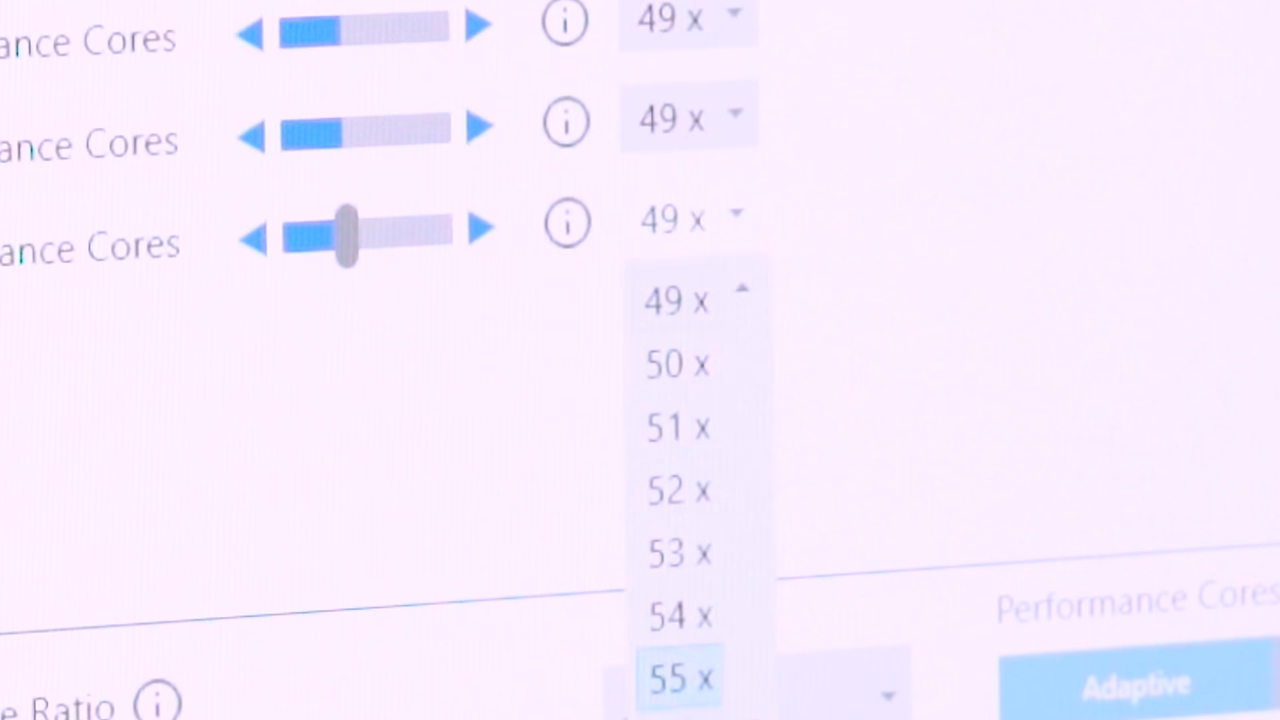 ance Cores 49 x
ance Cores 49 x
ance Cores 49 x
49 x
50 x
51 x
52 x
53 x
54 x
55 x
Performance Cores
e Ratio
Adaptive